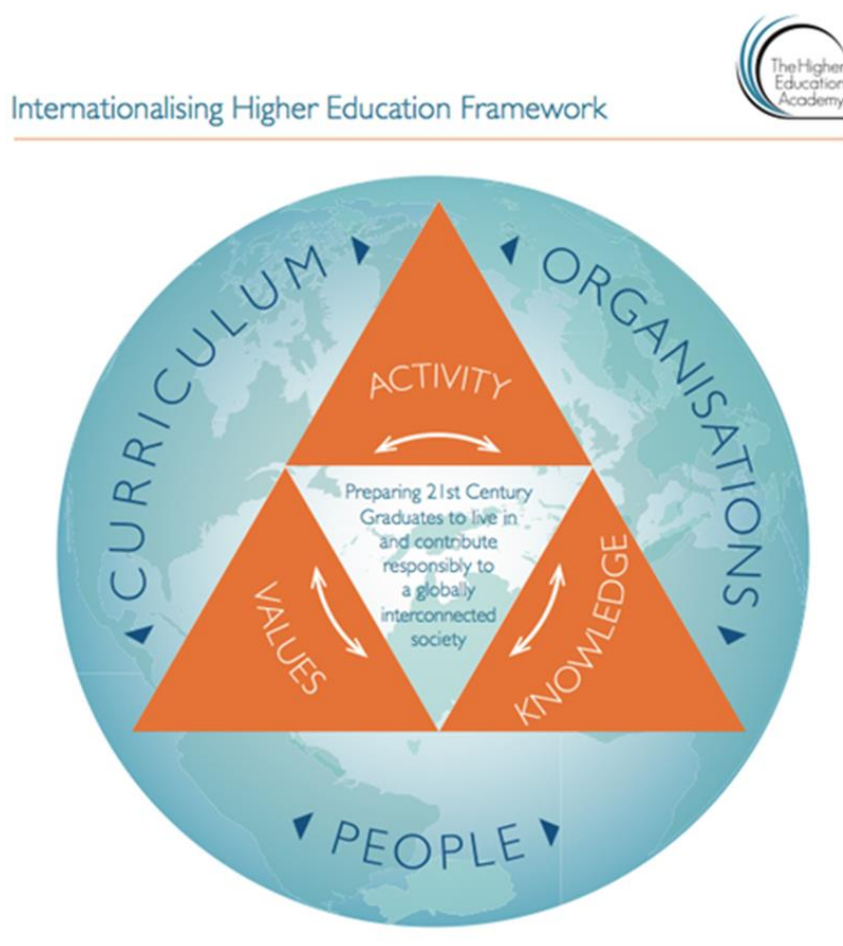 The Higher
Education
Academy
Internationalising Higher Education Framework
CURRICULUM
ORGANISATIONS
ACTIVITY
Preparing 21st Century
Graduates to live in
and contribute
responsibly to
a globally
interconnected
society
VALUES
KNOWLEDGE
PEOPLE